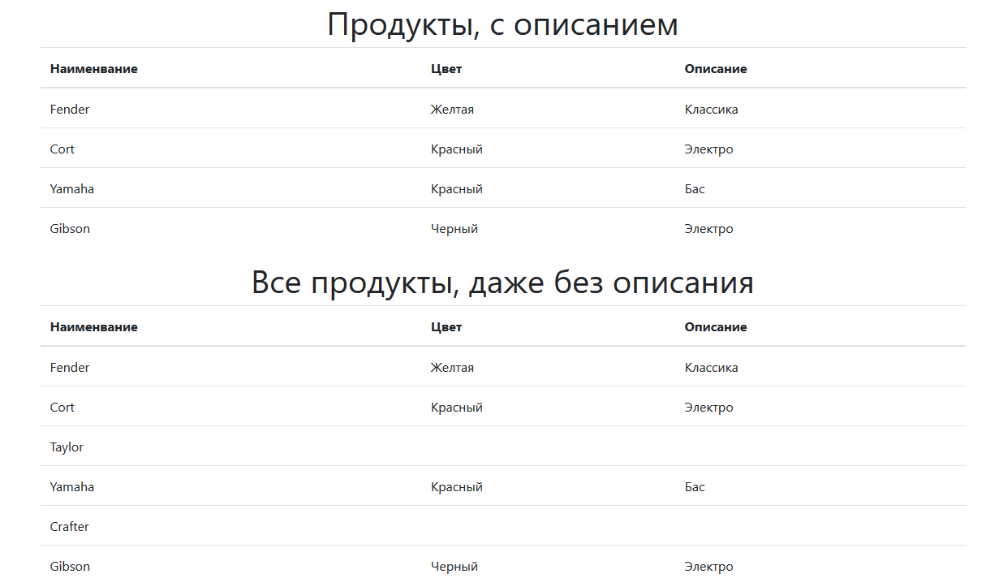 Продукты, с описанием
Наименвание Цвет Описание
Fender Желтая Классика
Cort Красный Электро
Yamaha Красный Бас
Gibson Черный Электро
Все продукты, даже без описания
Наименвание Цвет Описание
Fender Желтая Классика
Cort Красный Электро
Taylor
Yamaha Красный Бас
Crafter
Gibson Черный Электро